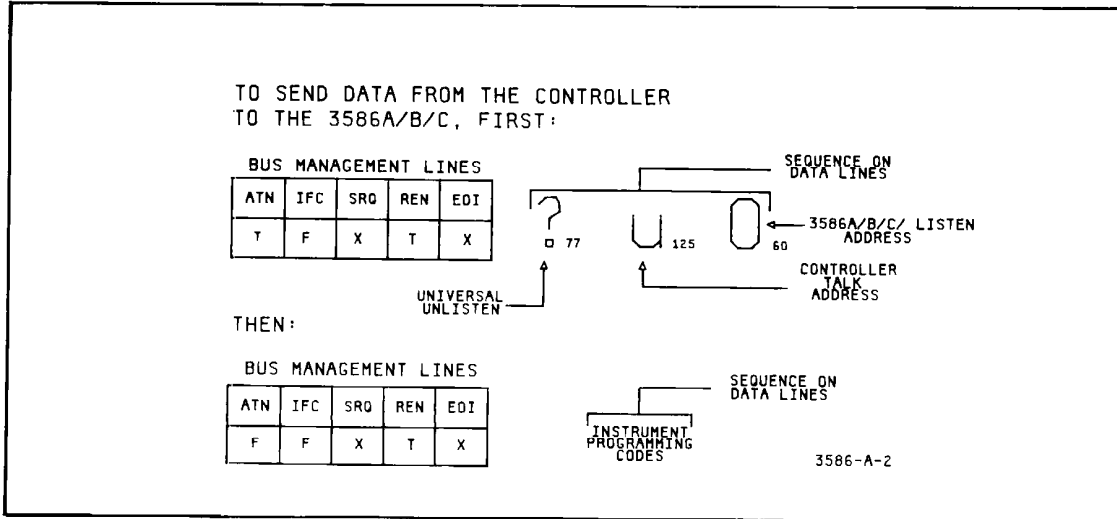 TO SEND DATA FROM THE CONTROLLER
TO THE 3586A/B/C, FIRST:
BUS MANAGEMENT LINES
ATN IFC SRQ REN EOI
T F X T X
SEQUENCE ON
DATA LINES
? 77
U 125
0 60
3586A/B/C/ LISTEN
ADDRESS
UNIVERSAL
UNLISTEN
CONTROLLER
TALK
ADDRESS
THEN:
BUS MANAGEMENT LINES
ATN IFC SRQ REN EOI
F F X T X
SEQUENCE ON
DATA LINES
INSTRUMENT
PROGRAMMING
CODES
3586-A-2